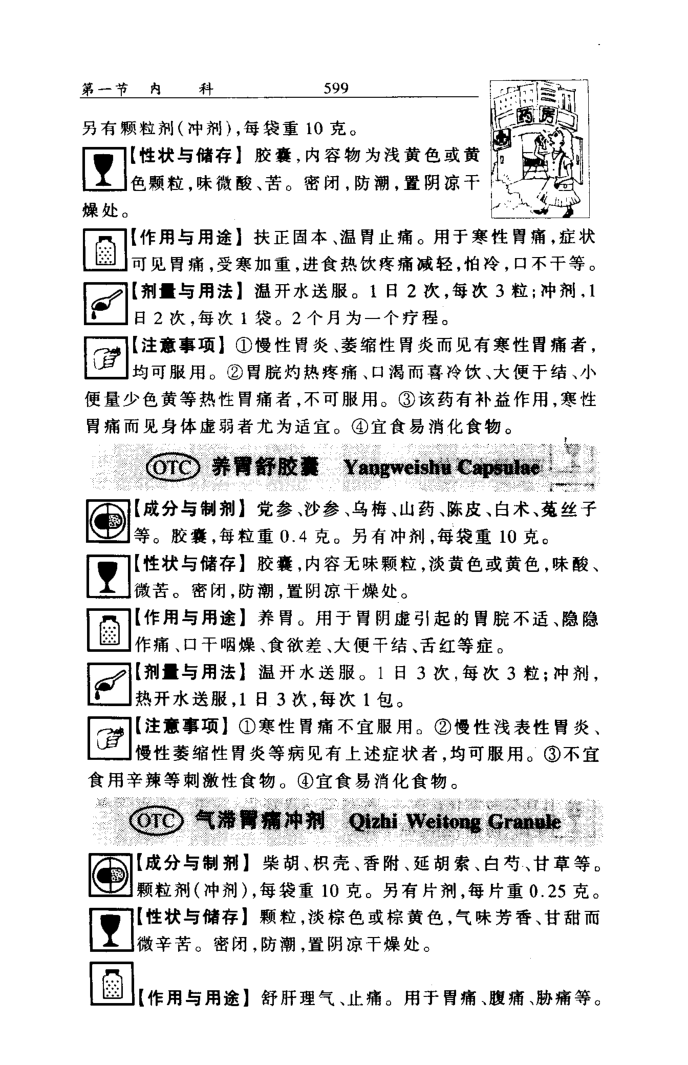 第一节 内 科 599
药房
另有颗粒剂(冲剂),每袋重 10 克。
【性状与储存】胶囊,内容物为浅黄色或黄
色颗粒,味微酸、苦。密闭,防潮,置阴凉干
燥处。
【作用与用途】扶正固本、温胃止痛。用于寒性胃痛,症状
可见胃痛,受寒加重,进食热饮疼痛减轻,怕冷,口不干等。
【剂量与用法】温开水送服。1 日 2 次,每次 3 粒;冲剂,1
日 2 次,每次 1 袋。2 个月为一个疗程。
【注意事项】①慢性胃炎、萎缩性胃炎而见有寒性胃痛者,
均可服用。②胃脘灼热疼痛、口渴而喜冷饮、大便干结、小
便量少色黄等热性胃痛者,不可服用。③该药有补益作用,寒性
胃痛而见身体虚弱者尤为适宜。④宜食易消化食物。
OTC 养胃舒胶囊 Yangweishu Capsulae
【成分与制剂】党参、沙参、乌梅、山药、陈皮、白术、菟丝子
等。胶囊,每粒重 0.4 克。另有冲剂,每袋重 10 克。
【性状与储存】胶囊,内容无味颗粒,淡黄色或黄色,味酸、
微苦。密闭,防潮,置阴凉干燥处。
【作用与用途】养胃。用于胃阴虚引起的胃脘不适、隐隐
作痛、口干咽燥、食欲差、大便干结、舌红等症。
【剂量与用法】温开水送服。1 日 3 次,每次 3 粒;冲剂,
热开水送服,1 日 3 次,每次 1 包。
【注意事项】①寒性胃痛不宜服用。②慢性浅表性胃炎、
慢性萎缩性胃炎等病见有上述症状者,均可服用。③不宜
食用辛辣等刺激性食物。④宜食易消化食物。
OTC 气滞胃痛冲剂 Qizhi Weitong Granule
【成分与制剂】柴胡、枳壳、香附、延胡索、白芍、甘草等。
颗粒剂(冲剂),每袋重 10 克。另有片剂,每片重 0.25 克。
【性状与储存】颗粒,淡棕色或棕黄色,气味芳香、甘甜而
微辛苦。密闭,防潮,置阴凉干燥处。
【作用与用途】舒肝理气、止痛。用于胃痛、腹痛、胁痛等。